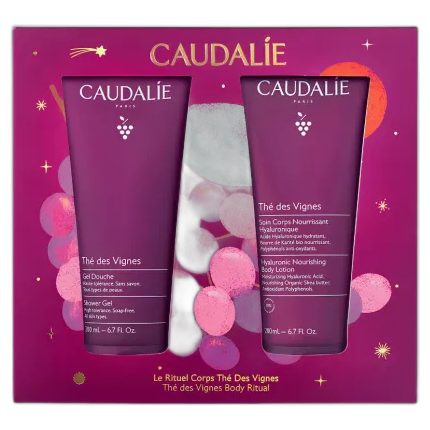 CAUDALÍE
CAUDALÍE
PARIS
Thé des Vignes
Gel Douche
Haute tolérance. Sans savon.
Tous types de peaux.
Shower Gel
High tolerance. Soap-Free.
All skin types.
200 mL – 6.7 Fl. Oz.
CAUDALÍE
PARIS
Thé des Vignes
Soin Corps Nourrissant
Hyaluronique
Acide Hyaluronique hydratant,
Beurre de Karité bio nourrissant,
Polyphénols anti-oxydants.
Hyaluronic Nourishing
Body Lotion
Moisturizing Hyaluronic Acid,
Nourishing Organic Shea butter,
Antioxidant Polyphenols.
200 mL – 6.7 Fl. Oz.
Le Rituel Corps Thé Des Vignes
Thé des Vignes Body Ritual